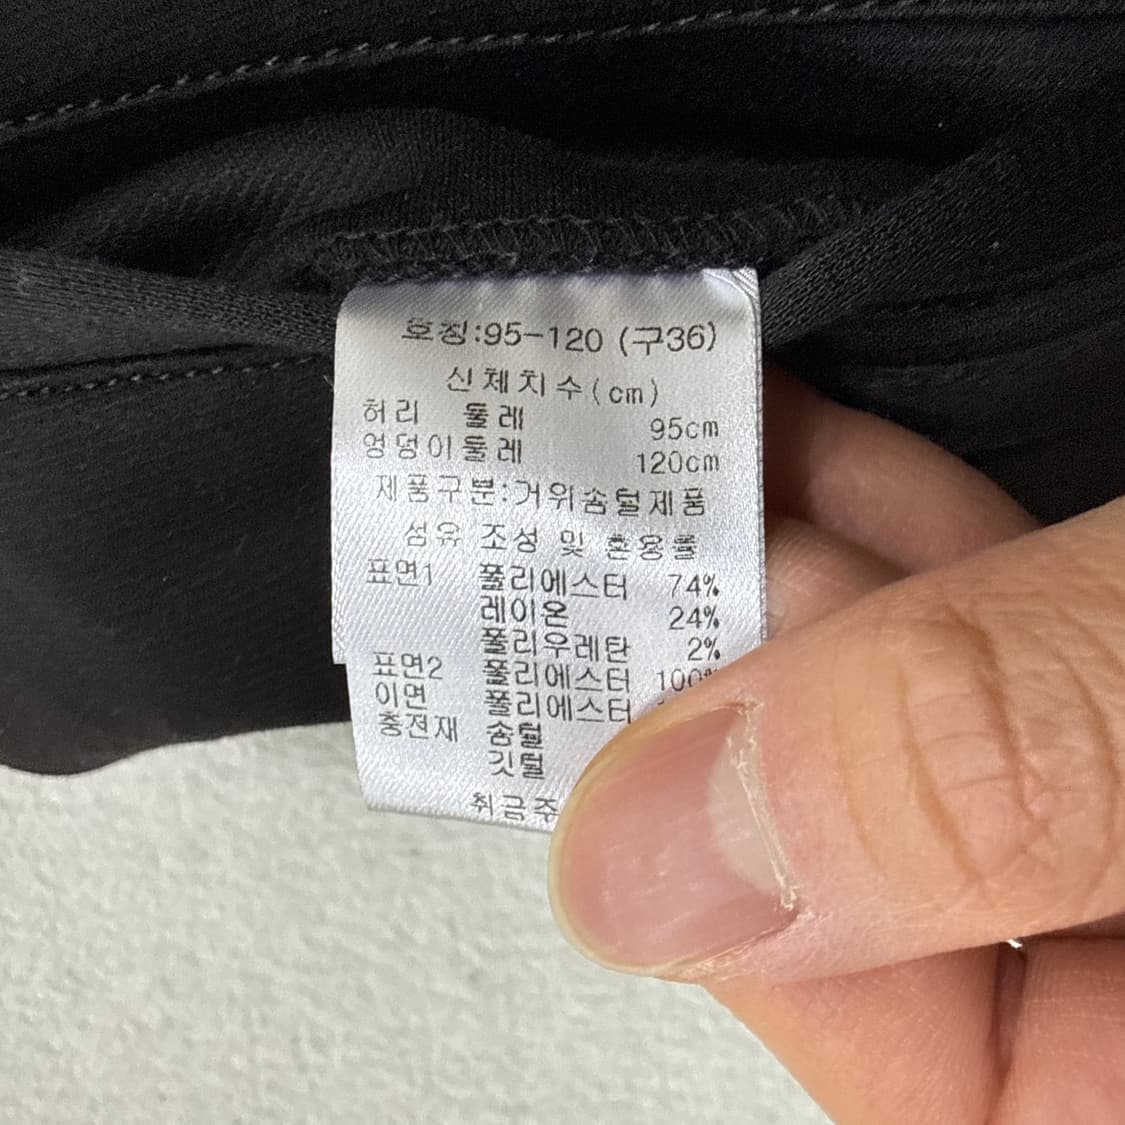 호칭:95-120 (구36)
신체치수(cm)
허리 둘레 95cm
엉덩이둘레 120cm
제품구분:거위솜털제품
섬유 조성 및 혼용률
표면1 폴리에스터 74%
레이온 24%
폴리우레탄 2%
표면2 폴리에스터 100%
이면 폴리에스터
충전재 솜털
깃털